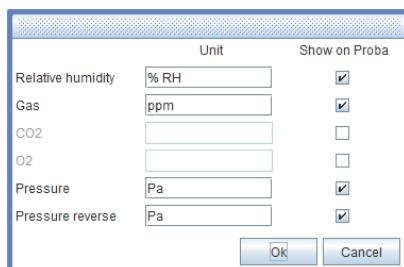 Unit Show on Proba
Relative humidity % RH
Gas ppm
CO2
O2
Pressure Pa
Pressure reverse Pa
Ok Cancel